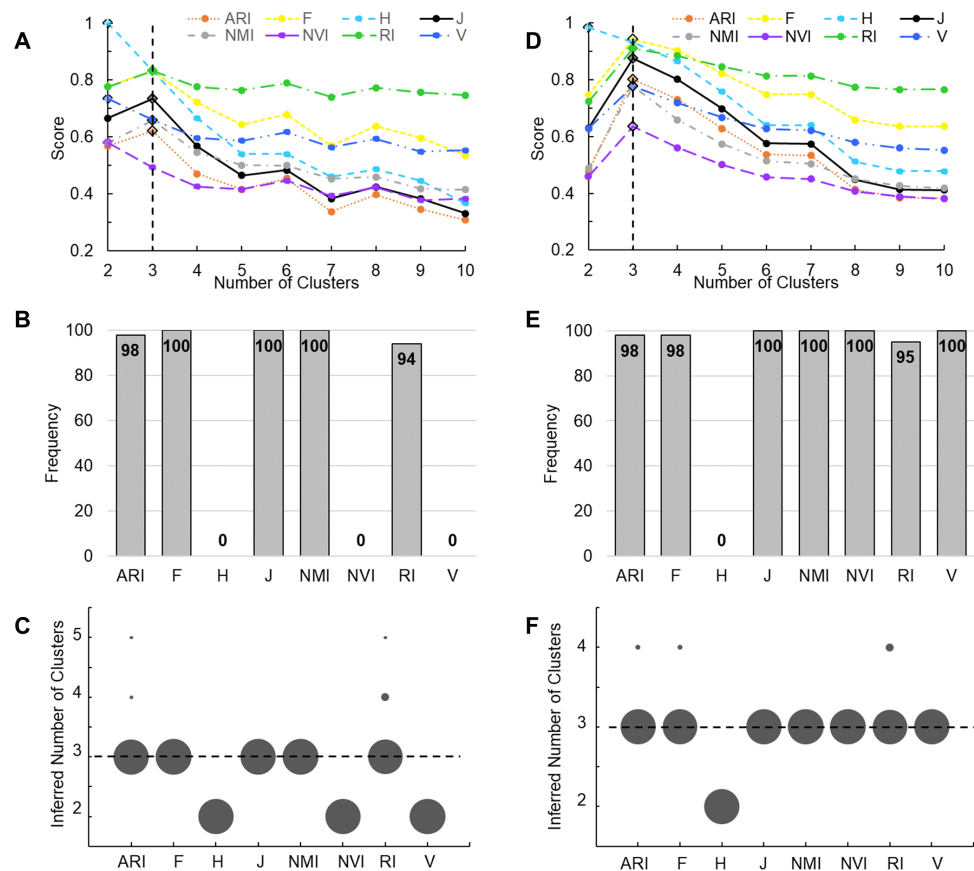 A
ARI F H J
NMI NVI RI V
Score
1
0.8
0.6
0.4
0.2
2 3 4 5 6 7 8 9 10
Number of Clusters
D
ARI F H J
NMI NVI RI V
Score
1
0.8
0.6
0.4
0.2
2 3 4 5 6 7 8 9 10
Number of Clusters
B
Frequency
100
80
60
40
20
0
98 100 0 100 100 0 94 0
ARI F H J NMI NVI RI V
E
Frequency
100
80
60
40
20
0
98 98 0 100 100 100 95 100
ARI F H J NMI NVI RI V
C
Inferred Number of Clusters
5
4
3
2
ARI F H J NMI NVI RI V
F
Inferred Number of Clusters
4
3
2
ARI F H J NMI NVI RI V